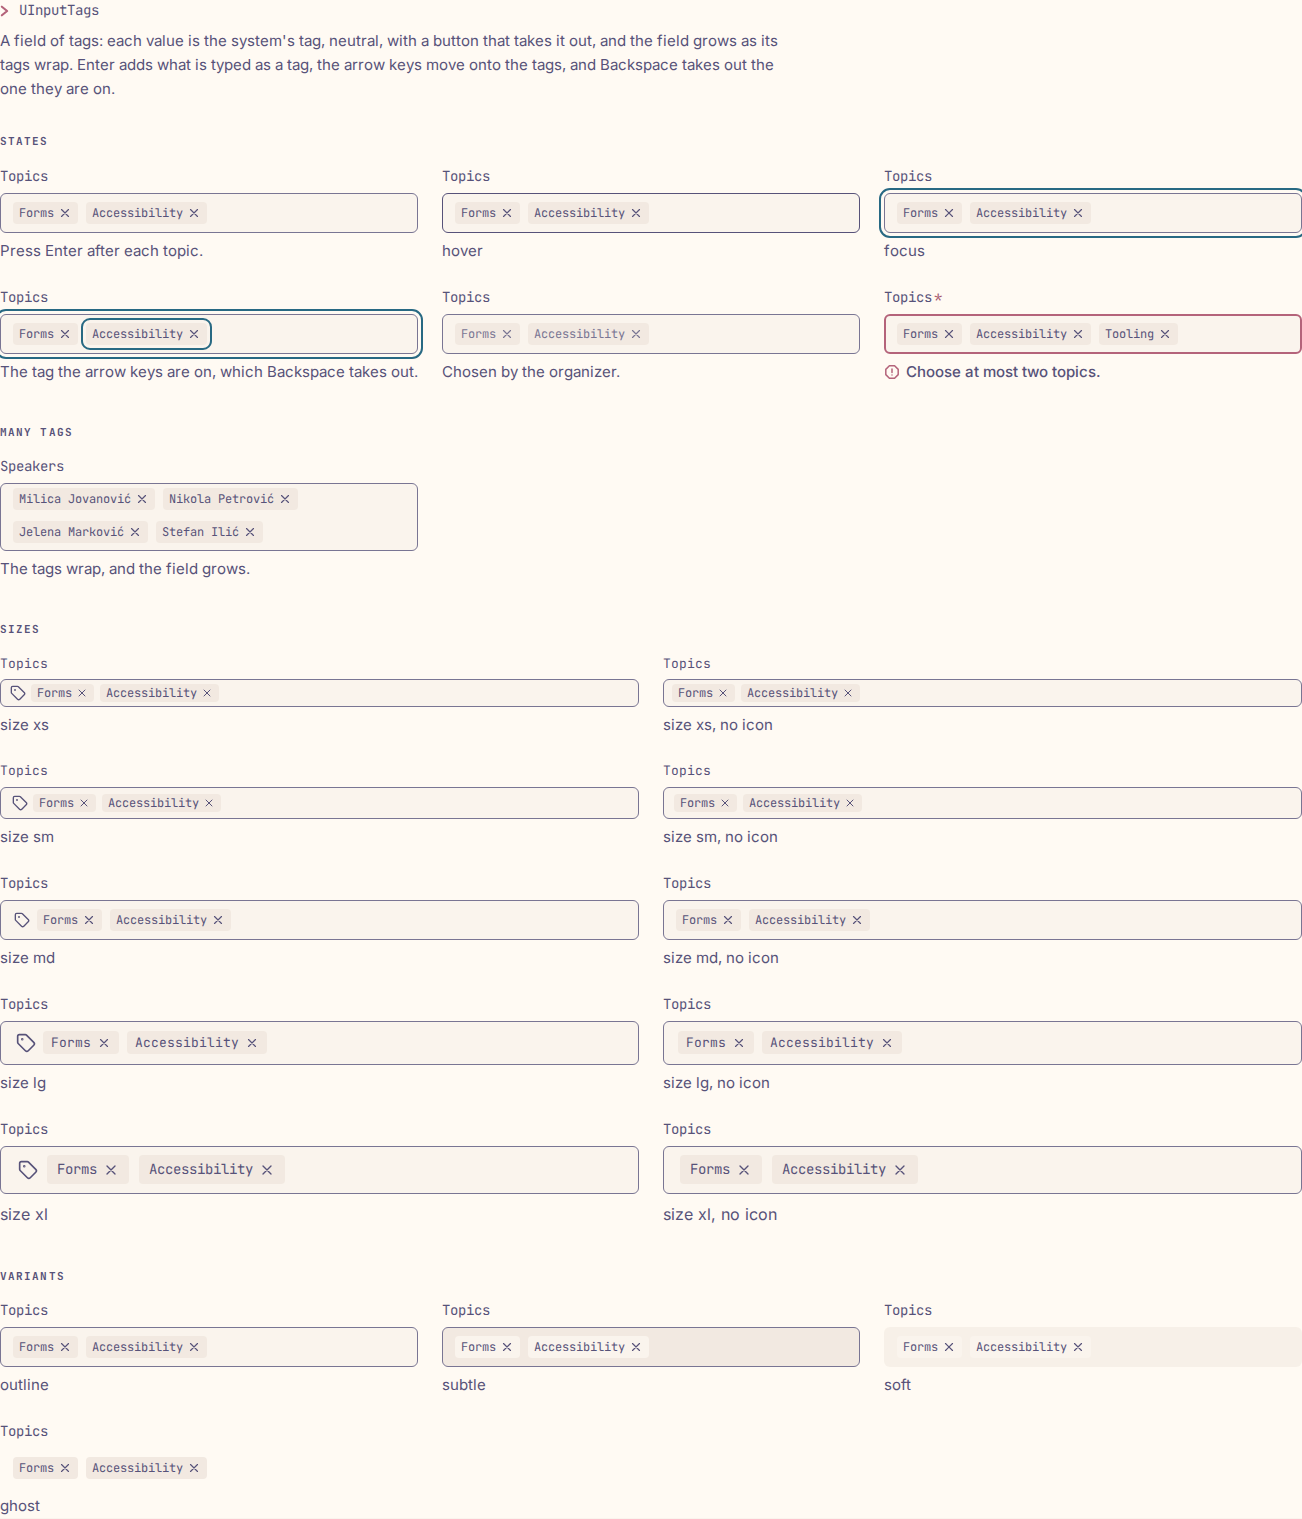 UInputTags
A field of tags: each value is the system's tag, neutral, with a button that takes it out, and the field grows as its
tags wrap. Enter adds what is typed as a tag, the arrow keys move onto the tags, and Backspace takes out the
one they are on.
STATES
Topics Topics Topics
Forms Accessibility Forms Accessibility Forms Accessibility
Press Enter after each topic. hover focus
Topics Topics Topics*
Forms Accessibility Forms Accessibility Forms Accessibility Tooling
The tag the arrow keys are on, which Backspace takes out. Chosen by the organizer. Choose at most two topics.
MANY TAGS
Speakers
Milica Jovanović Nikola Petrović
Jelena Marković Stefan Ilić
The tags wrap, and the field grows.
SIZES
Topics Topics
Forms Accessibility Forms Accessibility
size xs size xs, no icon
Topics Topics
Forms Accessibility Forms Accessibility
size sm size sm, no icon
Topics Topics
Forms Accessibility Forms Accessibility
size md size md, no icon
Topics Topics
Forms Accessibility Forms Accessibility
size lg size lg, no icon
Topics Topics
Forms Accessibility Forms Accessibility
size xl size xl, no icon
VARIANTS
Topics Topics Topics
Forms Accessibility Forms Accessibility Forms Accessibility
outline subtle soft
Topics
Forms Accessibility
ghost